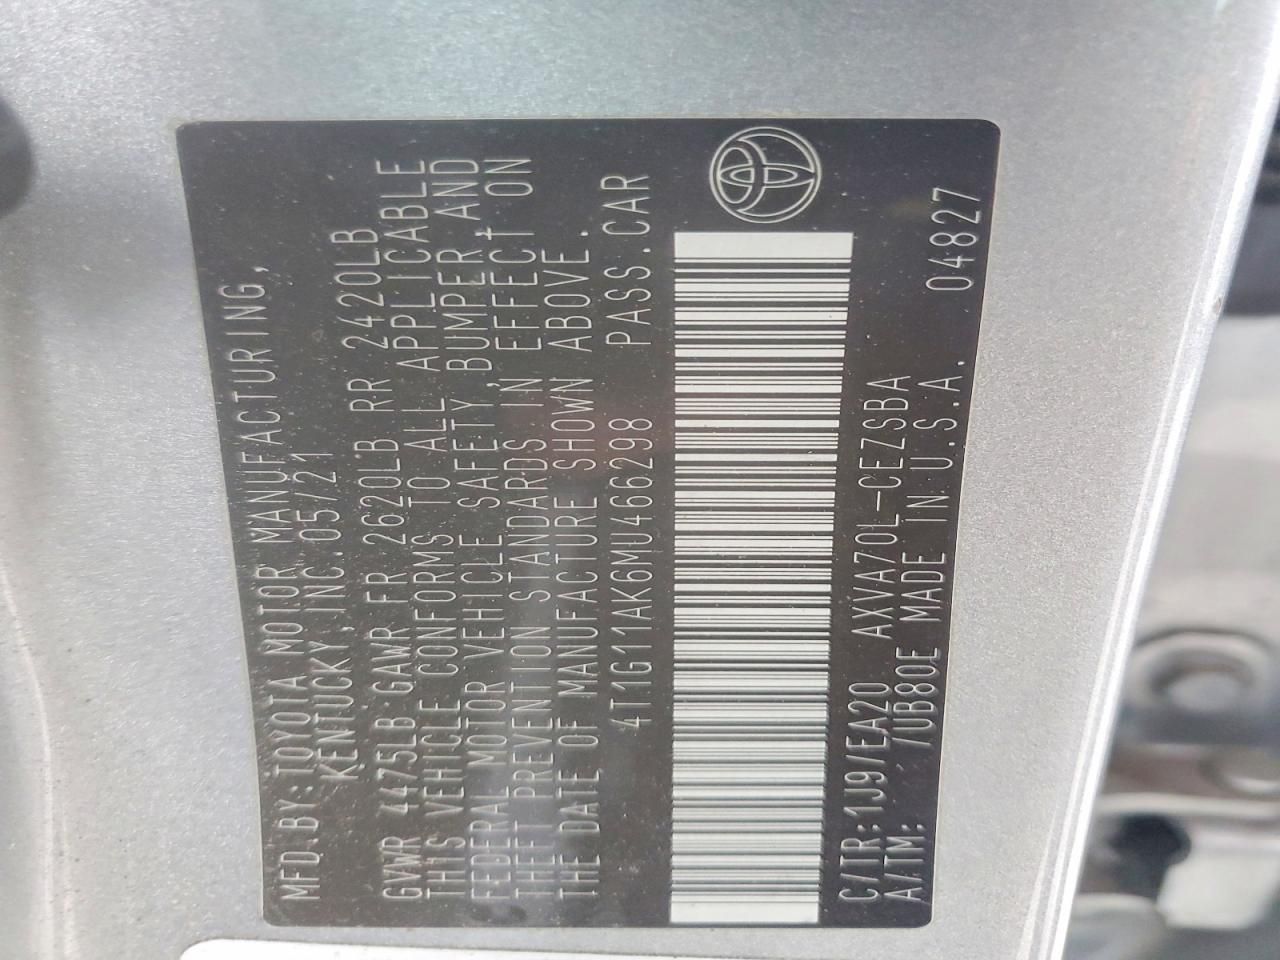 MFD.BY:TOYOTA MOTOR MANUFACTURING,
KENTUCKY,INC.05/21
GVWR 4475LB GAWR FR 2620LB RR 2420LB
THIS VEHICLE CONFORMS TO ALL APPLICABLE
FEDERAL MOTOR VEHICLE SAFETY,BUMPER,AND
THEFT PREVENTION STANDARDS IN EFFECT ON
THE DATE OF MANUFACTURE SHOWN ABOVE.
4T1G11AK6MU466298 PASS.CAR
C/TR:1J9/EA20 AXVA70L-CEZSBA
A/TM: /UB80E MADE IN U.S.A. 04827